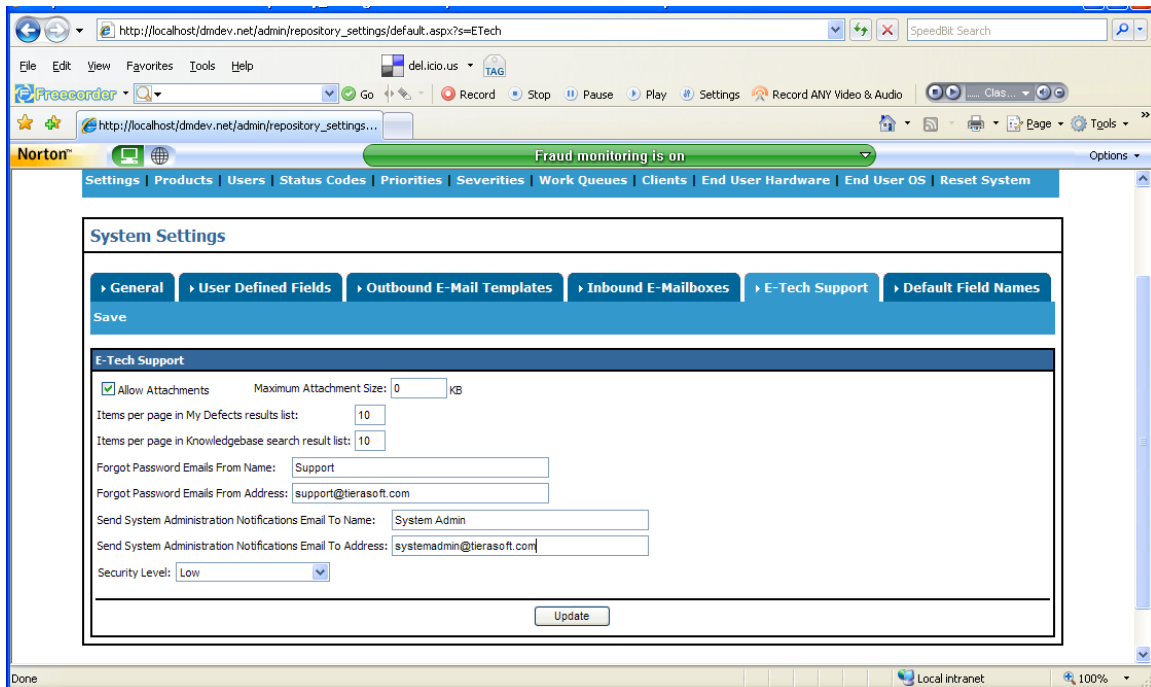 http://localhost/dmdev.net/admin/repository_settings/default.aspx?s=ETech
SpeedBit Search
File Edit View Favorites Tools Help
del.icio.us TAG
Freecorder Go Record Stop Pause Play Settings Record ANY Video & Audio ..... Clas...
http://localhost/dmdev.net/admin/repository_settings...
Page Tools »
Norton™ Fraud monitoring is on Options
Settings | Products | Users | Status Codes | Priorities | Severities | Work Queues | Clients | End User Hardware | End User OS | Reset System
System Settings
General User Defined Fields Outbound E-Mail Templates Inbound E-Mailboxes E-Tech Support Default Field Names
Save
E-Tech Support
Allow Attachments Maximum Attachment Size: 0 KB
Items per page in My Defects results list: 10
Items per page in Knowledgebase search result list: 10
Forgot Password Emails From Name: Support
Forgot Password Emails From Address: support@tierasoft.com
Send System Administration Notifications Email To Name: System Admin
Send System Administration Notifications Email To Address: systemadmin@tierasoft.com
Security Level: Low
Update
Done Local intranet 100%